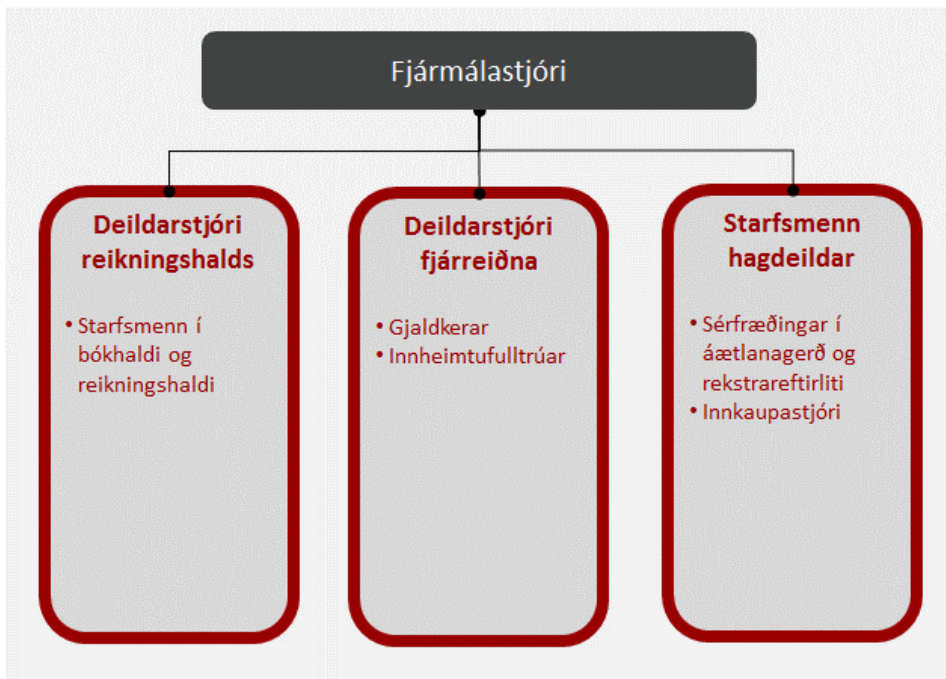 Fjármálastjóri
Deildarstjóri
reikningshalds
• Starfsmenn í
bókhaldi og
reikningshaldi
Deildarstjóri
fjárreiðna
• Gjaldkerar
• Innheimtufulltrúar
Starfsmenn
hagdeildar
• Sérfræðingar í
áætlanagerð og
rekstrareftirliti
• Innkaupastjóri